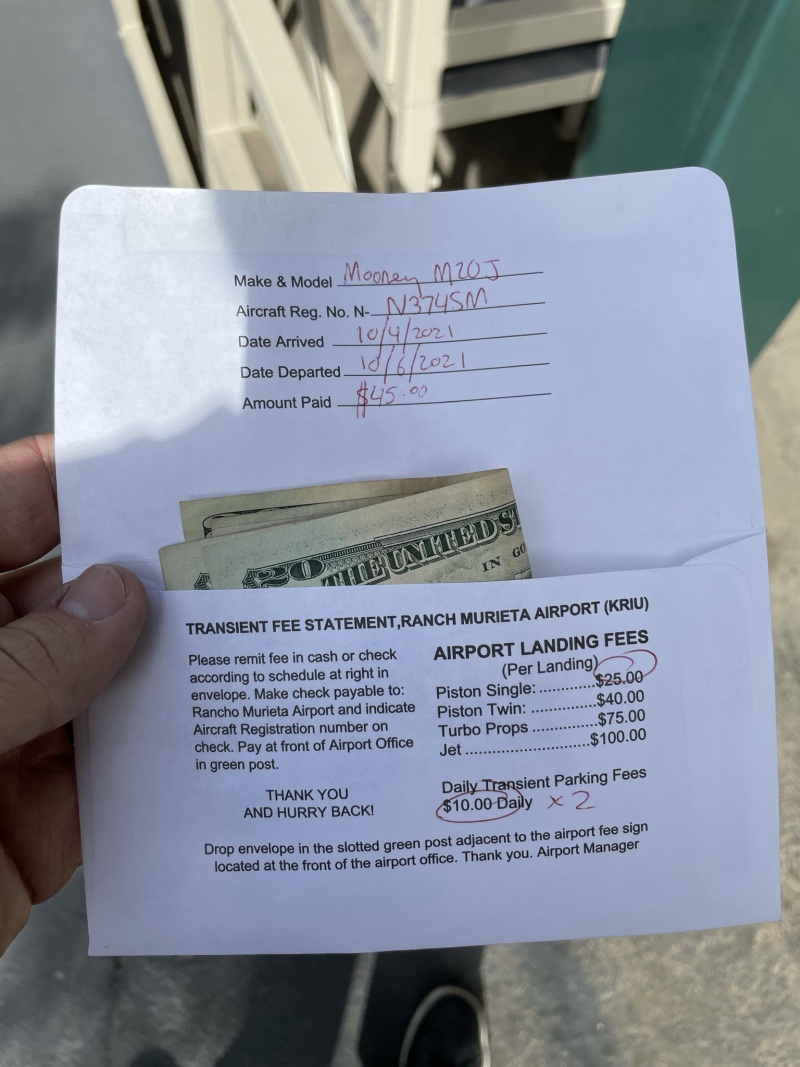 Make & Model Mooney M20J
Aircraft Reg. No. N- N374SM
Date Arrived 10/4/2021
Date Departed 10/6/2021
Amount Paid $45.00
$20 THE UNITED S
IN GO
TRANSIENT FEE STATEMENT,RANCH MURIETA AIRPORT (KRIU)
Please remit fee in cash or check
according to schedule at right in
envelope. Make check payable to:
Rancho Murieta Airport and indicate
Aircraft Registration number on
check. Pay at front of Airport Office
in green post.
THANK YOU
AND HURRY BACK!
AIRPORT LANDING FEES
(Per Landing)
Piston Single: ............$25.00
Piston Twin: ............$40.00
Turbo Props ............$75.00
Jet ......................$100.00
Daily Transient Parking Fees
$10.00 Daily x 2
Drop envelope in the slotted green post adjacent to the airport fee sign
located at the front of the airport office. Thank you. Airport Manager